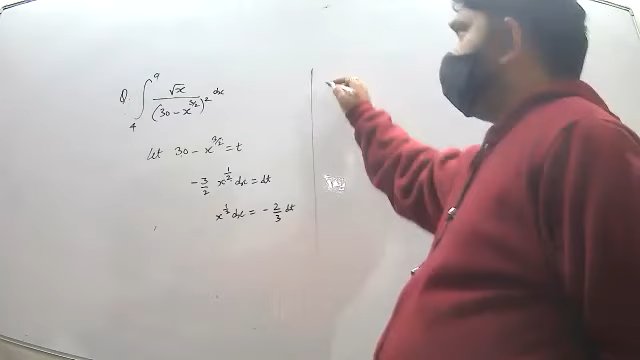 Q. ∫₄⁹ √x / (30 - x^{3/2})² dx
Let 30 - x^{3/2} = t
-3/2 x^{1/2} dx = dt
x^{1/2} dx = -2/3 dt